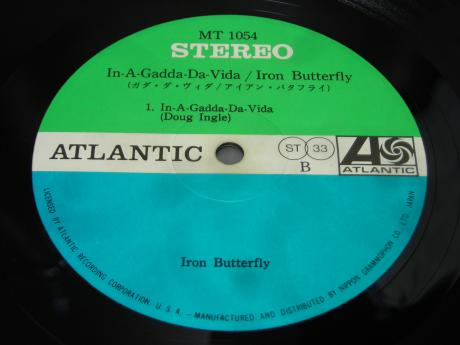 MT 1054
STEREO
In-A-Gadda-Da-Vida / Iron Butterfly
(ガダ・ダ・ヴィダ/アイアン・バタフライ)
1. In-A-Gadda-Da-Vida
(Doug Ingle)
ATLANTIC
ST 33
B
A
ATLANTIC
Iron Butterfly
LICENSED BY ATLANTIC RECORDING CORPORATION, U. S. A. - MANUFACTURED AND DISTRIBUTED BY NIPPON GRAMMOPHON CO., LTD. JAPAN